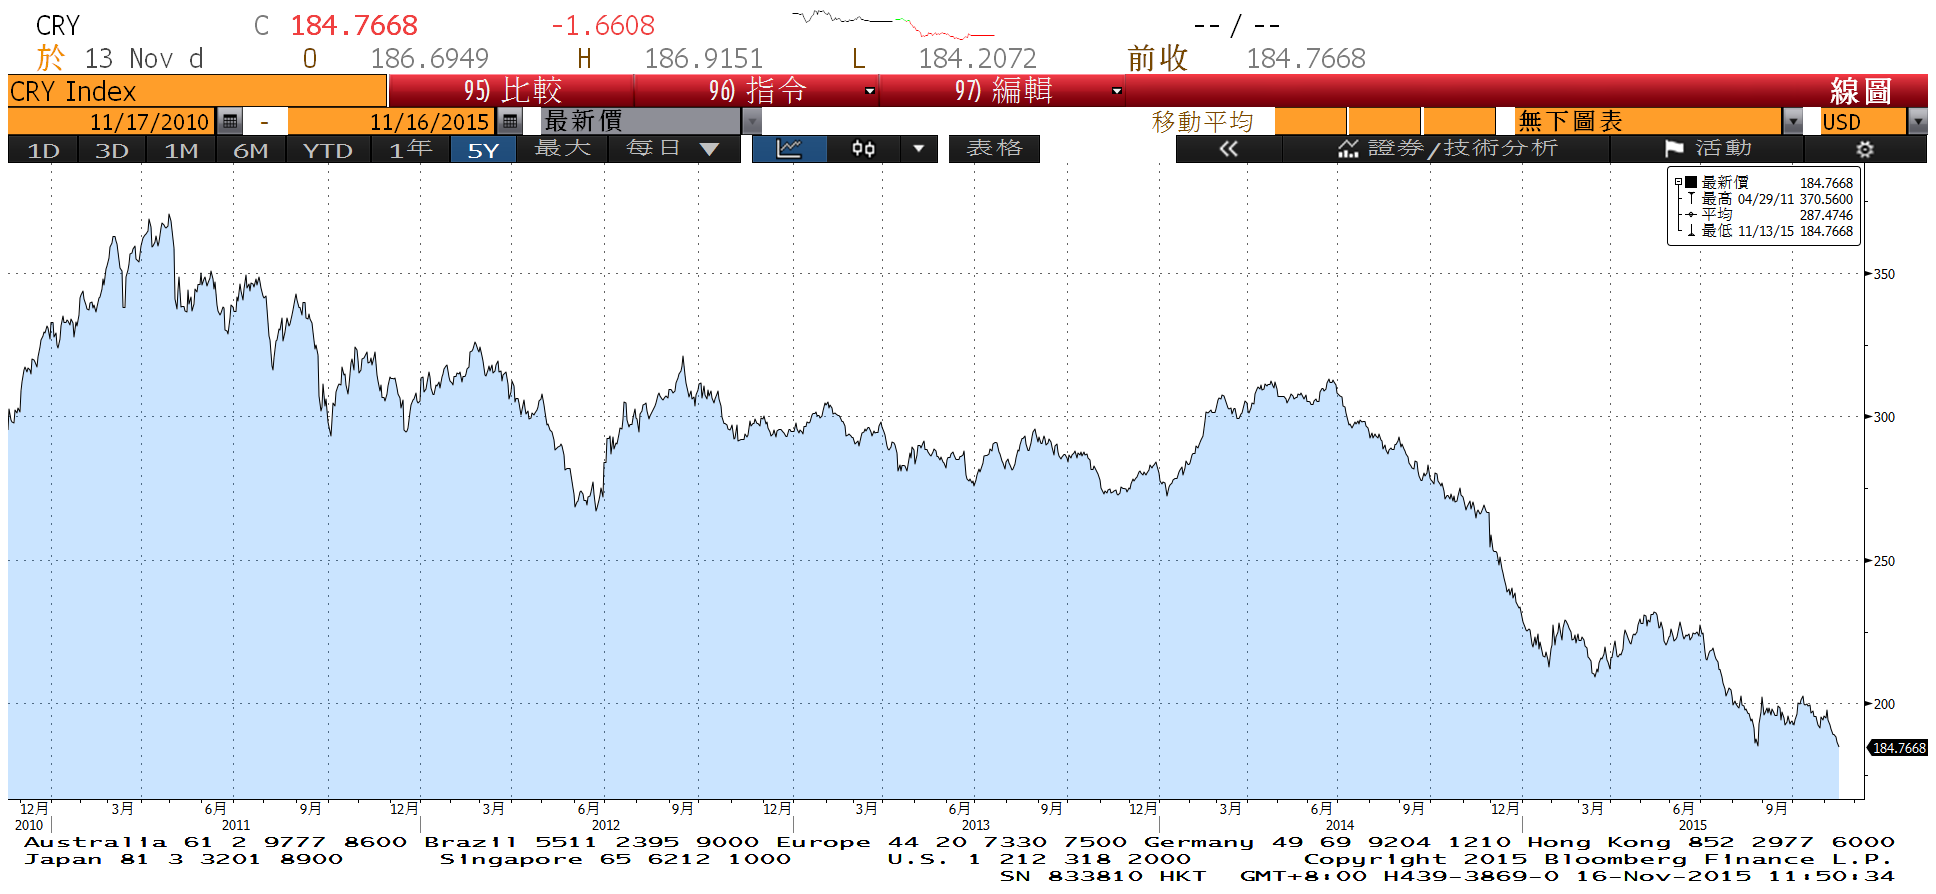 CRY C 184.7668 -1.6608 -- / --
於 13 Nov d O 186.6949 H 186.9151 L 184.2072 前收 184.7668
CRY Index 95) 比較 96) 指令 97) 編輯 線圖
11/17/2010 - 11/16/2015 最新價 移動平均 無下圖表 USD
1D 3D 1M 6M YTD 1年 5Y 最大 每日 ▼ 表格 « 證券/技術分析 活動
最新價 184.7668
最高 04/29/11 370.5600
平均 287.4746
最低 11/13/15 184.7668
350
300
250
200
184.7668
12月 3月 6月 9月 12月 3月 6月 9月 12月 3月 6月 9月 12月 3月 6月 9月 12月 3月 6月 9月
2010 2011 2012 2013 2014 2015
Australia 61 2 9777 8600 Brazil 5511 2395 9000 Europe 44 20 7330 7500 Germany 49 69 9204 1210 Hong Kong 852 2977 6000
Japan 81 3 3201 8900 Singapore 65 6212 1000 U.S. 1 212 318 2000 Copyright 2015 Bloomberg Finance L.P.
SN 833810 HKT GMT+8:00 H439-3869-0 16-Nov-2015 11:50:34